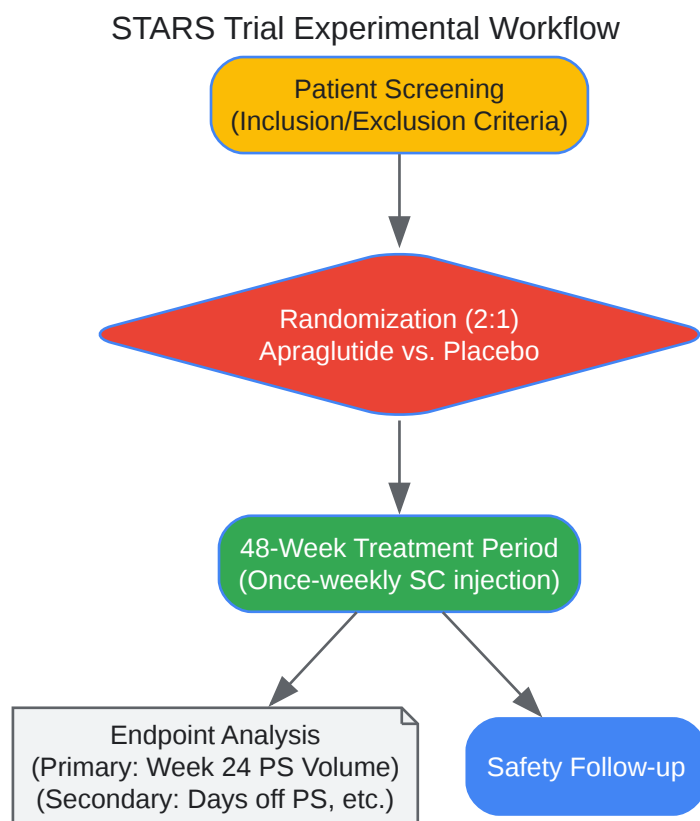 STARS Trial Experimental Workflow
Patient Screening
(Inclusion/Exclusion Criteria)
Randomization (2:1)
Apraglutide vs. Placebo
48-Week Treatment Period
(Once-weekly SC injection)
Endpoint Analysis
(Primary: Week 24 PS Volume)
(Secondary: Days off PS, etc.)
Safety Follow-up